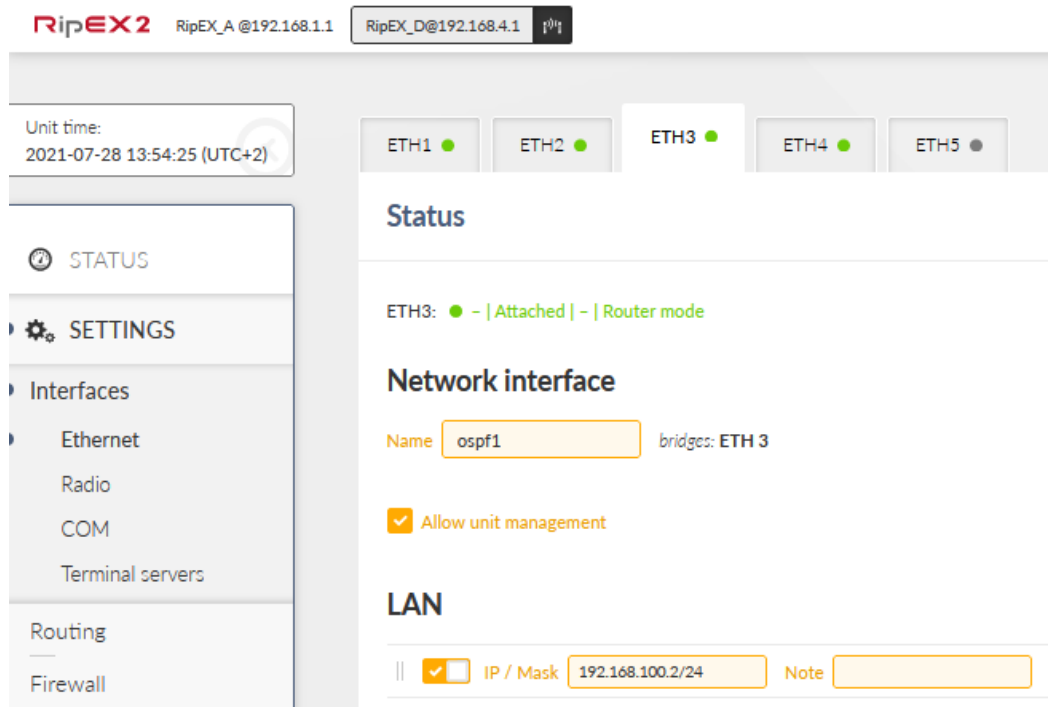 RipEX2 RipEX_A @192.168.1.1 RipEX_D@192.168.4.1
Unit time:
2021-07-28 13:54:25 (UTC+2)
ETH1 ETH2 ETH3 ETH4 ETH5
Status
STATUS
ETH3: – | Attached | – | Router mode
SETTINGS
Network interface
Interfaces
Name ospf1 bridges: ETH 3
Ethernet
Radio
Allow unit management
COM
Terminal servers
LAN
Routing
IP / Mask 192.168.100.2/24 Note
Firewall